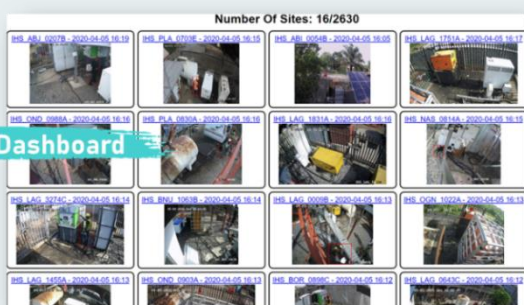 Number Of Sites: 16/2630
IHS_ABJ_0207B - 2020-04-05 16:19
IHS_PLA_0703E - 2020-04-05 16:15
IHS_ABI_0054B - 2020-04-05 16:05
IHS_LAG_1751A - 2020-04-05 16:17
IHS_OND_0988A - 2020-04-05 16:16
IHS_PLA_0830A - 2020-04-05 16:16
IHS_LAG_1831A - 2020-04-05 16:16
IHS_NAS_0814A - 2020-04-05 16:15
Dashboard
IHS_LAG_3274C - 2020-04-05 16:14
IHS_BNU_1063B - 2020-04-05 16:14
IHS_LAG_0009B - 2020-04-05 16:13
IHS_OGN_1022A - 2020-04-05 16:13
IHS_LAG_1455A - 2020-04-05 16:13
IHS_OND_0903A - 2020-04-05 16:13
IHS_BOR_0898C - 2020-04-05 16:12
IHS_LAG_0643C - 2020-04-05 16:12